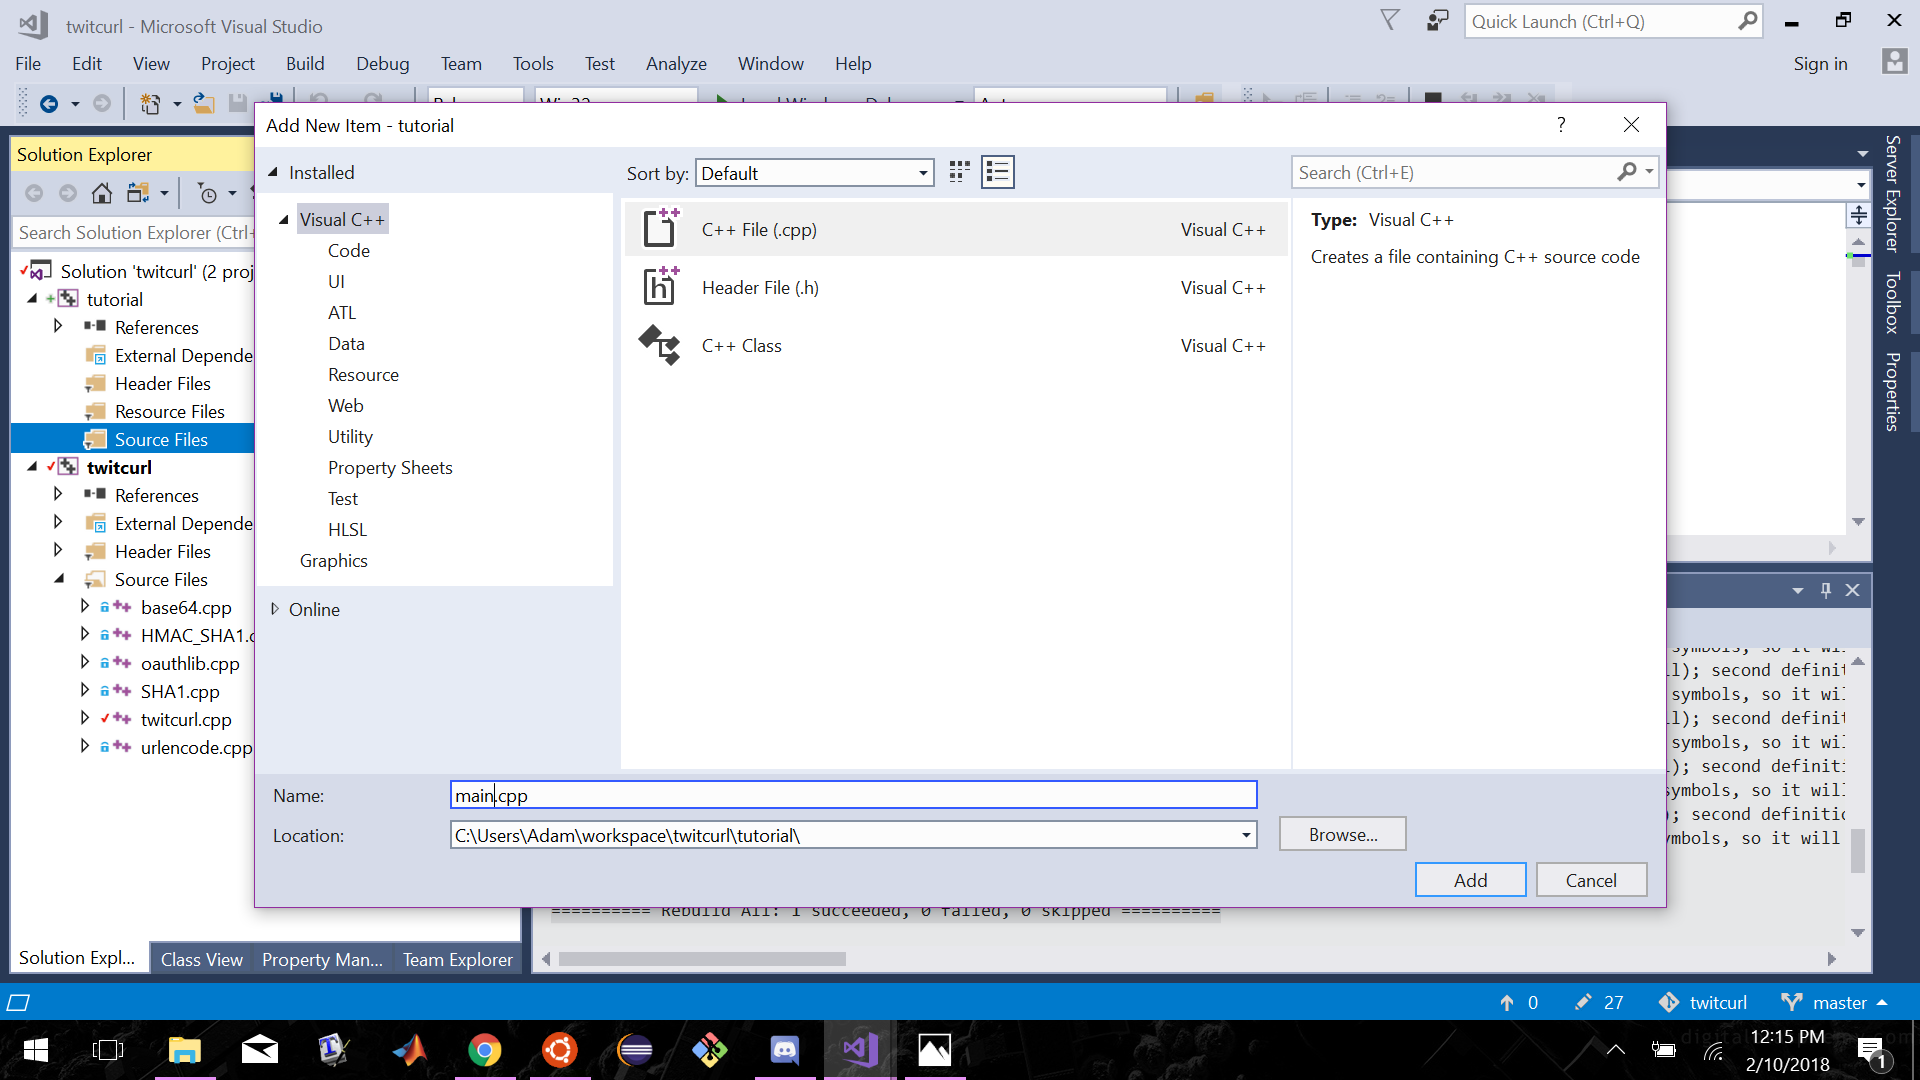 twitcurl - Microsoft Visual Studio
Quick Launch (Ctrl+Q)
File Edit View Project Build Debug Team Tools Test Analyze Window Help
Sign in
Add New Item - tutorial
?
Solution Explorer
Search Solution Explorer (Ctrl+
Solution 'twitcurl' (2 proj
tutorial
References
External Depende
Header Files
Resource Files
Source Files
twitcurl
References
External Depende
Header Files
Source Files
base64.cpp
HMAC_SHA1.c
oauthlib.cpp
SHA1.cpp
twitcurl.cpp
urlencode.cpp
Solution Expl...
Class View
Property Man...
Team Explorer
Installed
Visual C++
Code
UI
ATL
Data
Resource
Web
Utility
Property Sheets
Test
HLSL
Graphics
Online
Sort by: Default
Search (Ctrl+E)
C++ File (.cpp) Visual C++
Header File (.h) Visual C++
C++ Class Visual C++
Type: Visual C++
Creates a file containing C++ source code
Name: main.cpp
Location: C:\Users\Adam\workspace\twitcurl\tutorial\
Browse...
Add
Cancel
Server Explorer
Toolbox
Properties
symbols, so it wi
ll); second definit
symbols, so it wi
ll); second definit
symbols, so it wi
); second definiti
ymbols, so it wil
; second definitio
mbols, so it will
========== Rebuild All: 1 succeeded, 0 failed, 0 skipped ==========
0
27
twitcurl
master
12:15 PM
2/10/2018
1